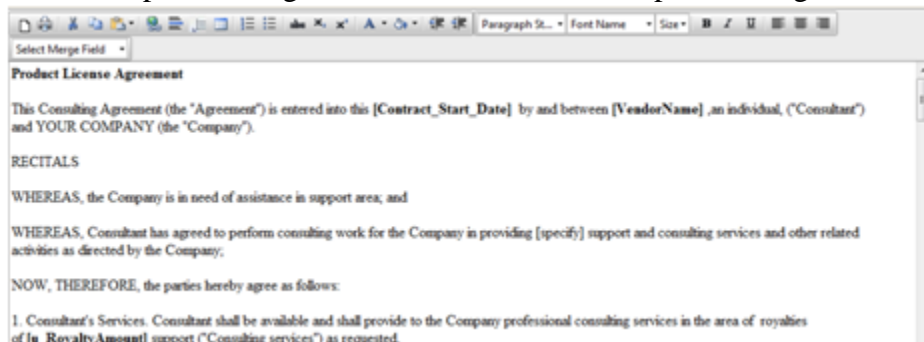 Paragraph St... Font Name Size B I U
Select Merge Field
Product License Agreement
This Consulting Agreement (the "Agreement") is entered into this [Contract_Start_Date] by and between [VendorName] ,an individual, ("Consultant")
and YOUR COMPANY (the "Company").
RECITALS
WHEREAS, the Company is in need of assistance in support area; and
WHEREAS, Consultant has agreed to perform consulting work for the Company in providing [specify] support and consulting services and other related
activities as directed by the Company;
NOW, THEREFORE, the parties hereby agree as follows:
1. Consultant's Services. Consultant shall be available and shall provide to the Company professional consulting services in the area of royalties
of [n_RoyaltyAmount] support ("Consulting services") as requested.